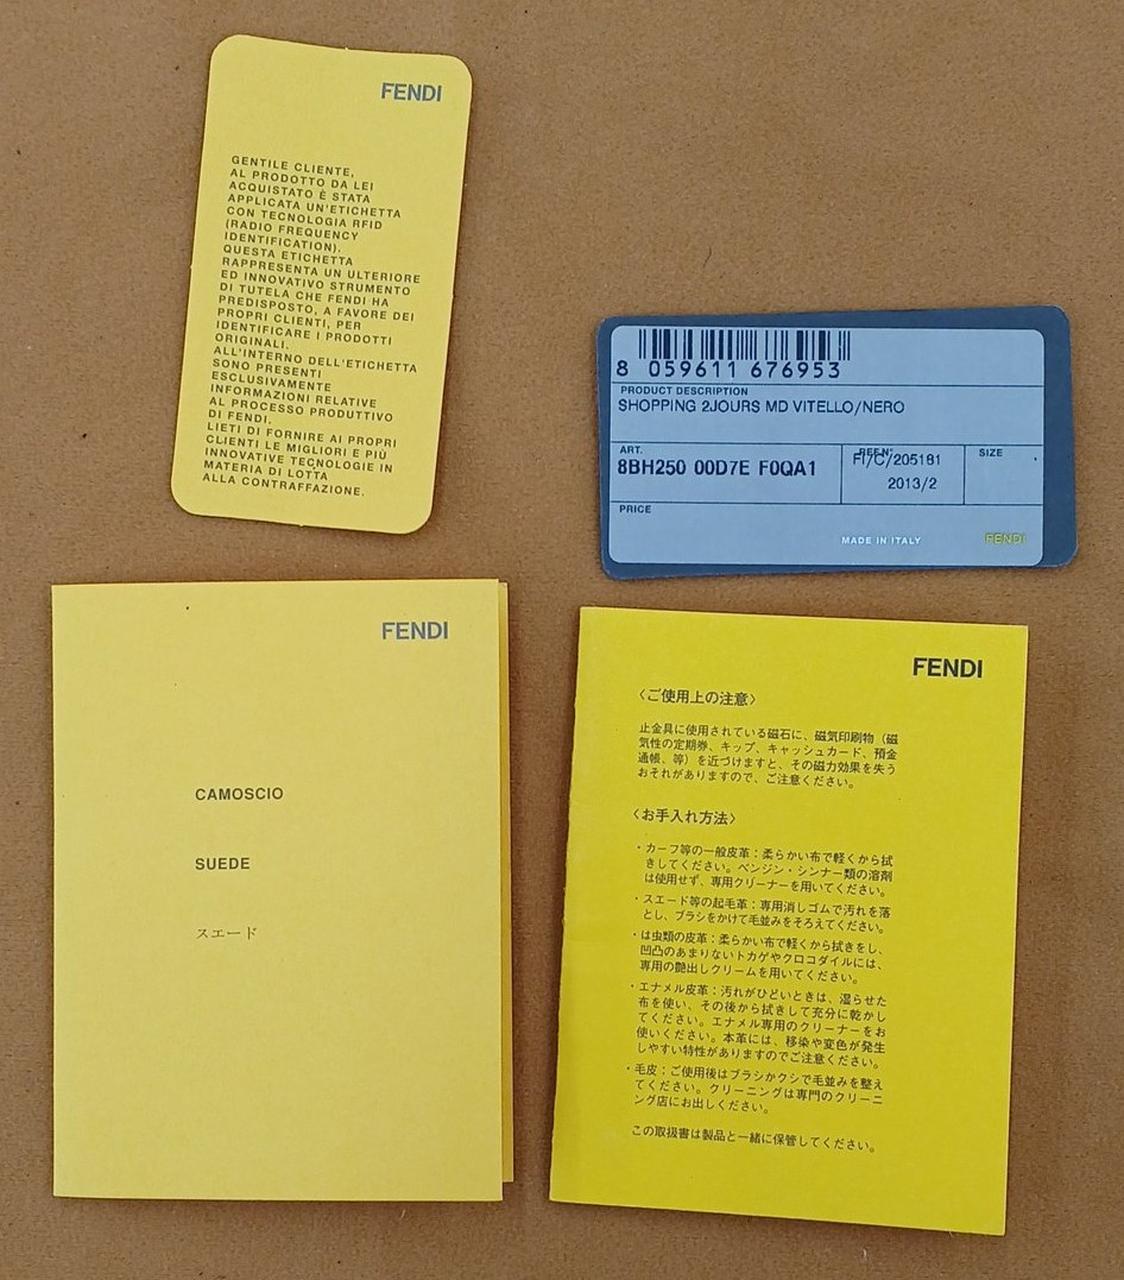 FENDI
GENTILE CLIENTE,
AL PRODOTTO DA LEI
ACQUISTATO È STATA
APPLICATA UN'ETICHETTA
CON TECNOLOGIA RFID
(RADIO FREQUENCY
IDENTIFICATION).
QUESTA ETICHETTA
RAPPRESENTA UN ULTERIORE
ED INNOVATIVO STRUMENTO
DI TUTELA CHE FENDI HA
PREDISPOSTO, A FAVORE DEI
PROPRI CLIENTI, PER
IDENTIFICARE I PRODOTTI
ORIGINALI.
ALL'INTERNO DELL'ETICHETTA
SONO PRESENTI
ESCLUSIVAMENTE
INFORMAZIONI RELATIVE
AL PROCESSO PRODUTTIVO
DI FENDI.
LIETI DI FORNIRE AI PROPRI
CLIENTI LE MIGLIORI E PIÙ
INNOVATIVE TECNOLOGIE IN
MATERIA DI LOTTA
ALLA CONTRAFFAZIONE.
8 059611 676953
PRODUCT DESCRIPTION
SHOPPING 2JOURS MD VITELLO/NERO
ART.
8BH250 00D7E F0QA1
FI/C/205181
2013/2
SIZE
PRICE
MADE IN ITALY
FENDI
FENDI
CAMOSCIO
SUEDE
スエード
FENDI
〈ご使用上の注意〉
止金具に使用されている磁石に、磁気印刷物（磁
気性の定期券、キップ、キャッシュカード、預金
通帳、等）を近づけますと、その磁力効果を失う
おそれがありますので、ご注意ください。
〈お手入れ方法〉
・カーフ等の一般皮革：柔らかい布で軽くから拭
きしてください。ベンジン・シンナー類の溶剤
は使用せず、専用クリーナーを用いてください。
・スエード等の起毛革：専用消しゴムで汚れを落
とし、ブラシをかけて毛並みをそろえてください。
・は虫類の皮革：柔らかい布で軽くから拭きをし、
凹凸のあまりないトカゲやクロコダイルには、
専用の艶出しクリームを用いてください。
・エナメル皮革：汚れがひどいときは、湿らせた
布を使い、その後から拭きして充分に乾かし
てください。エナメル専用のクリーナーをお
使いください。本革には、移染や変色が発生
しやすい特性がありますのでご注意ください。
・毛皮：ご使用後はブラシかクシで毛並みを整え
てください。クリーニングは専門のクリーニ
ング店にお出しください。
この取扱書は製品と一緒に保管してください。